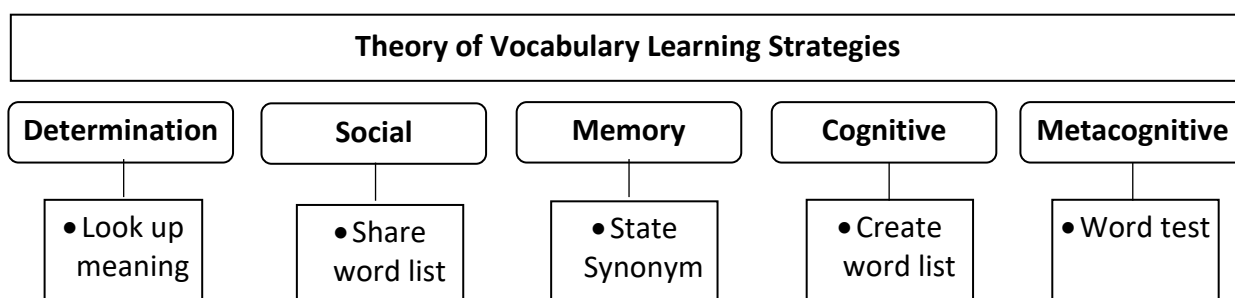 Theory of Vocabulary Learning Strategies
Determination
Social
Memory
Cognitive
Metacognitive
• Look up
meaning
• Share
word list
• State
Synonym
• Create
word list
• Word test